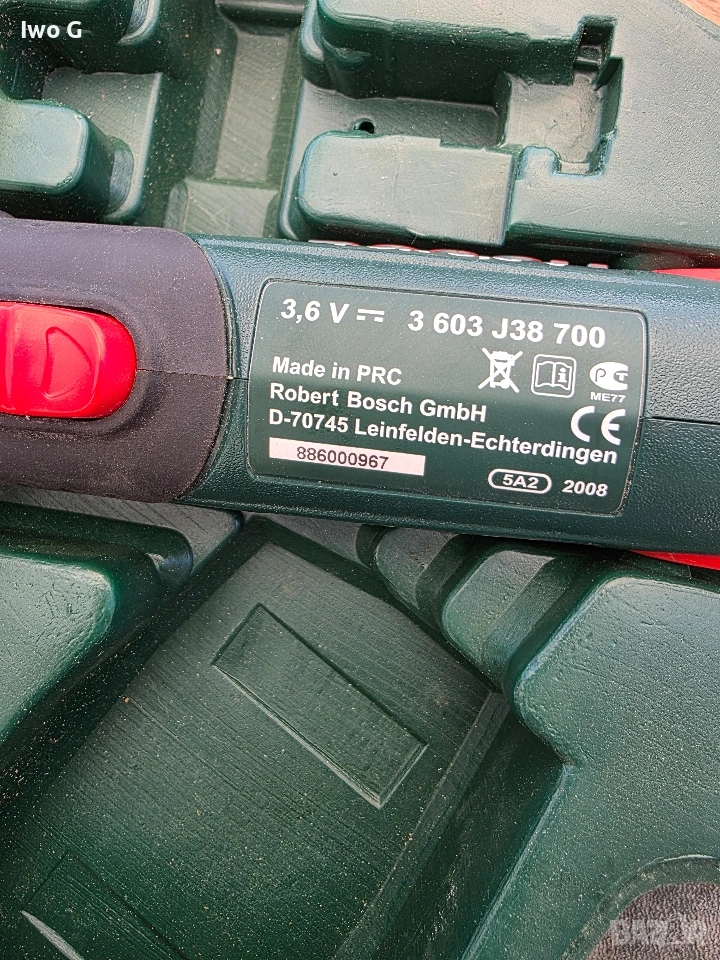 Iwo G
3,6 V 3 603 J38 700
Made in PRC
Robert Bosch GmbH
D-70745 Leinfelden-Echterdingen
ME77
CE
886000967
5A2 2008